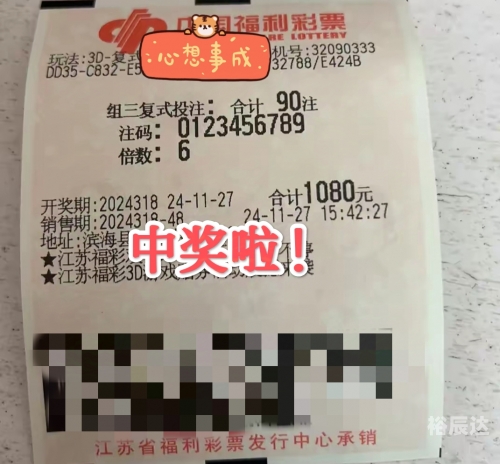 中国福利彩票
RE LOTTERY
玩法:3D-复式
机号:32090333
DD35-C832-E5
32788/E424B
心想事成
组三复式投注: 合计 90注
注码: 0123456789
倍数: 6
开奖期:2024318 24-11-27 合计1080元
销售期:2024318-48 24-11-27 15:42:27
地址:滨海县
中奖啦!
★江苏福彩
★江苏福彩3D游戏
裕辰达
江苏省福利彩票发行中心承销